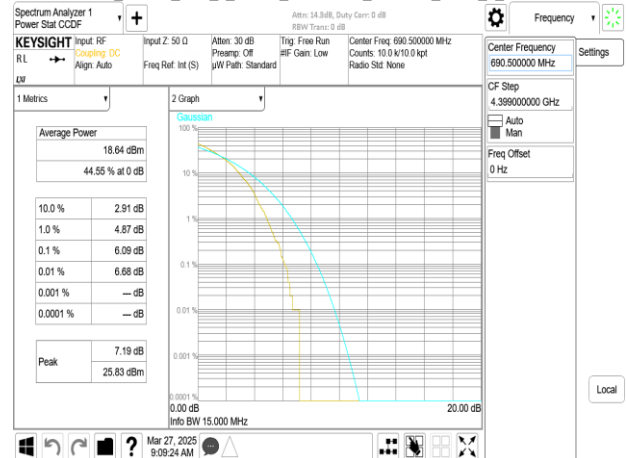 Spectrum Analyzer 1
Power Stat CCDF
Attn: 14.8dB, Duty Corr: 0 dB
RBW Trans: 0 dB
Frequency
KEYSIGHT
RL
Input: RF
Coupling: DC
Align: Auto
Input Z: 50 Ω
Freq Ref: Int (S)
Atten: 30 dB
Preamp: Off
µW Path: Standard
Trig: Free Run
#IF Gain: Low
Center Freq: 690.500000 MHz
Counts: 10.0 k/10.0 kpt
Radio Std: None
Center Frequency
690.500000 MHz
Settings
CF Step
4.399000000 GHz
Auto
Man
Freq Offset
0 Hz
Local
1 Metrics
Average Power
18.64 dBm
44.55 % at 0 dB
10.0 % 2.91 dB
1.0 % 4.87 dB
0.1 % 6.09 dB
0.01 % 6.68 dB
0.001 % --- dB
0.0001 % --- dB
Peak
7.19 dB
25.83 dBm
2 Graph
Gaussian
100 %
10 %
1 %
0.1 %
0.01 %
0.001 %
0.0001 %
0.00 dB
20.00 dB
Info BW 15.000 MHz
?
Mar 27, 2025
9:09:24 AM